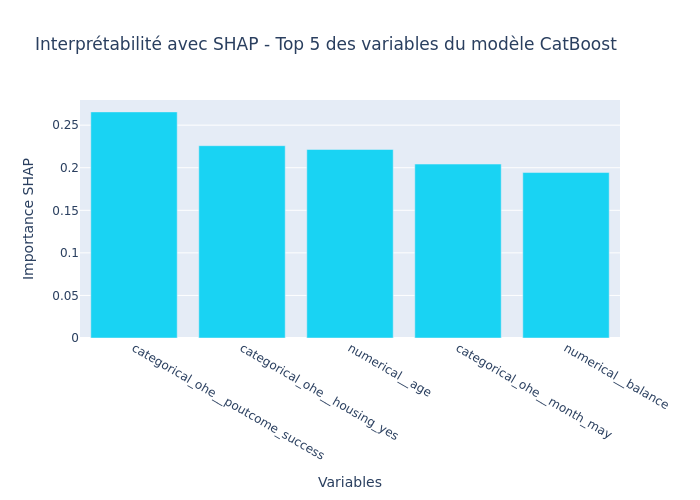 Interprétabilité avec SHAP - Top 5 des variables du modèle CatBoost
Importance SHAP
0.25
0.2
0.15
0.1
0.05
0
categorical_ohe__poutcome_success
categorical_ohe__housing_yes
numerical__age
categorical_ohe__month_may
numerical__balance
Variables